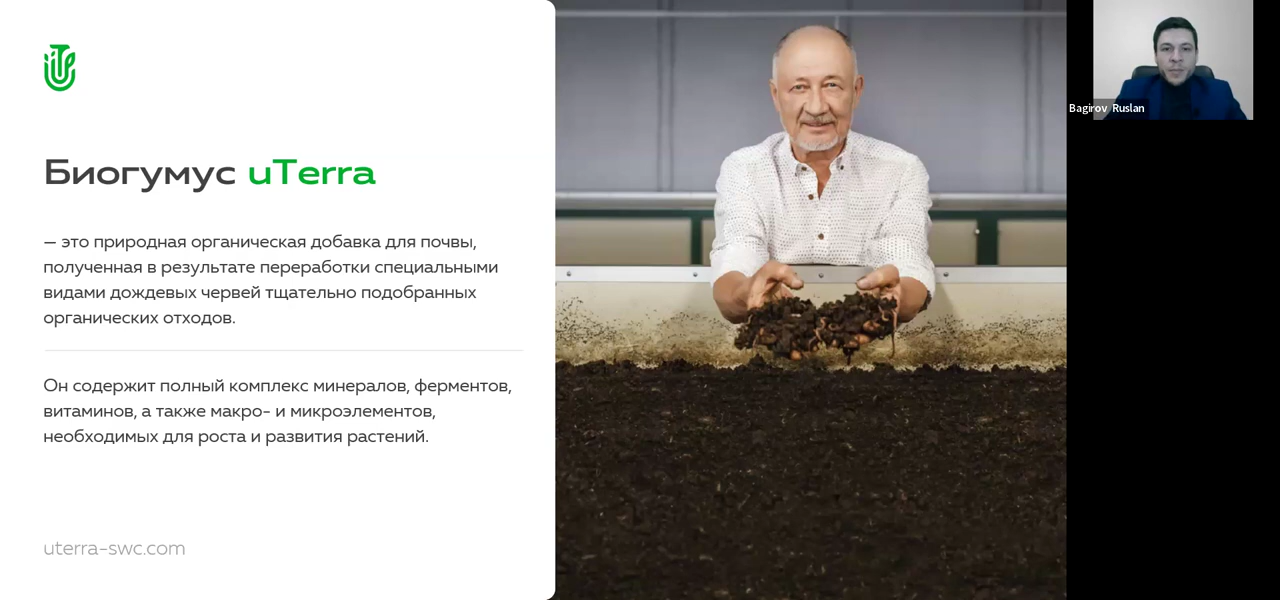 Биогумус uTerra
— это природная органическая добавка для почвы,
полученная в результате переработки специальными
видами дождевых червей тщательно подобранных
органических отходов.
Он содержит полный комплекс минералов, ферментов,
витаминов, а также макро- и микроэлементов,
необходимых для роста и развития растений.
uterra-swc.com
Bagirov Ruslan